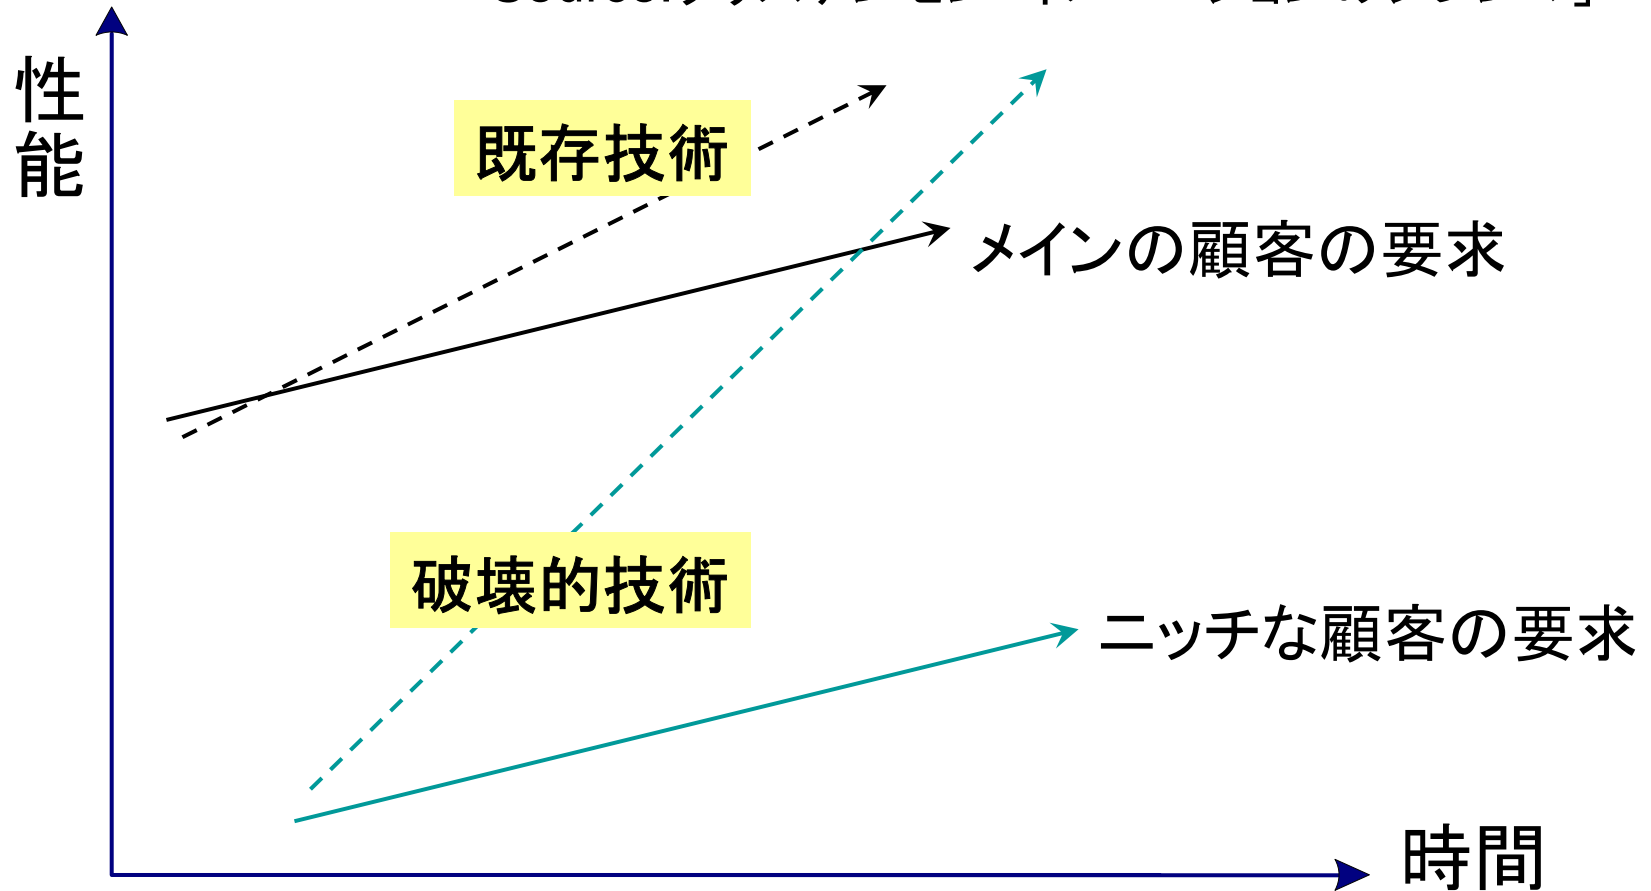 性能
既存技術
メインの顧客の要求
破壊的技術
ニッチな顧客の要求
時間